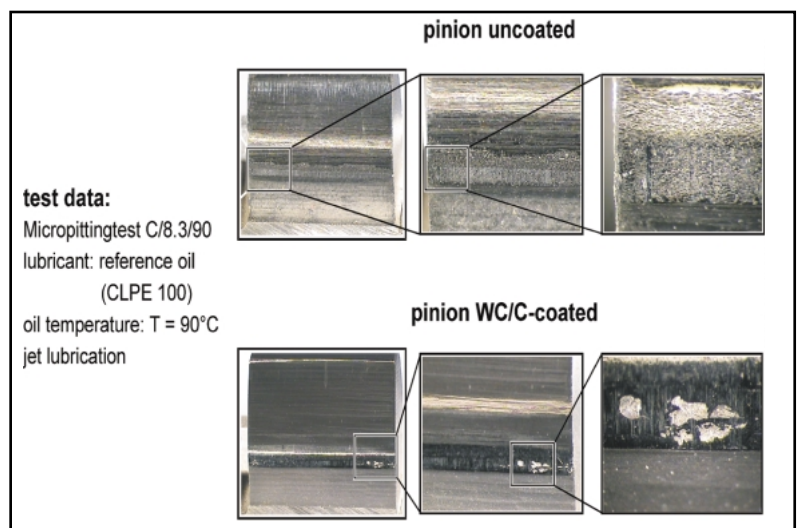 pinion uncoated
test data:
Micropittingtest C/8.3/90
lubricant: reference oil
(CLPE 100)
oil temperature: T = 90°C
jet lubrication
pinion WC/C-coated